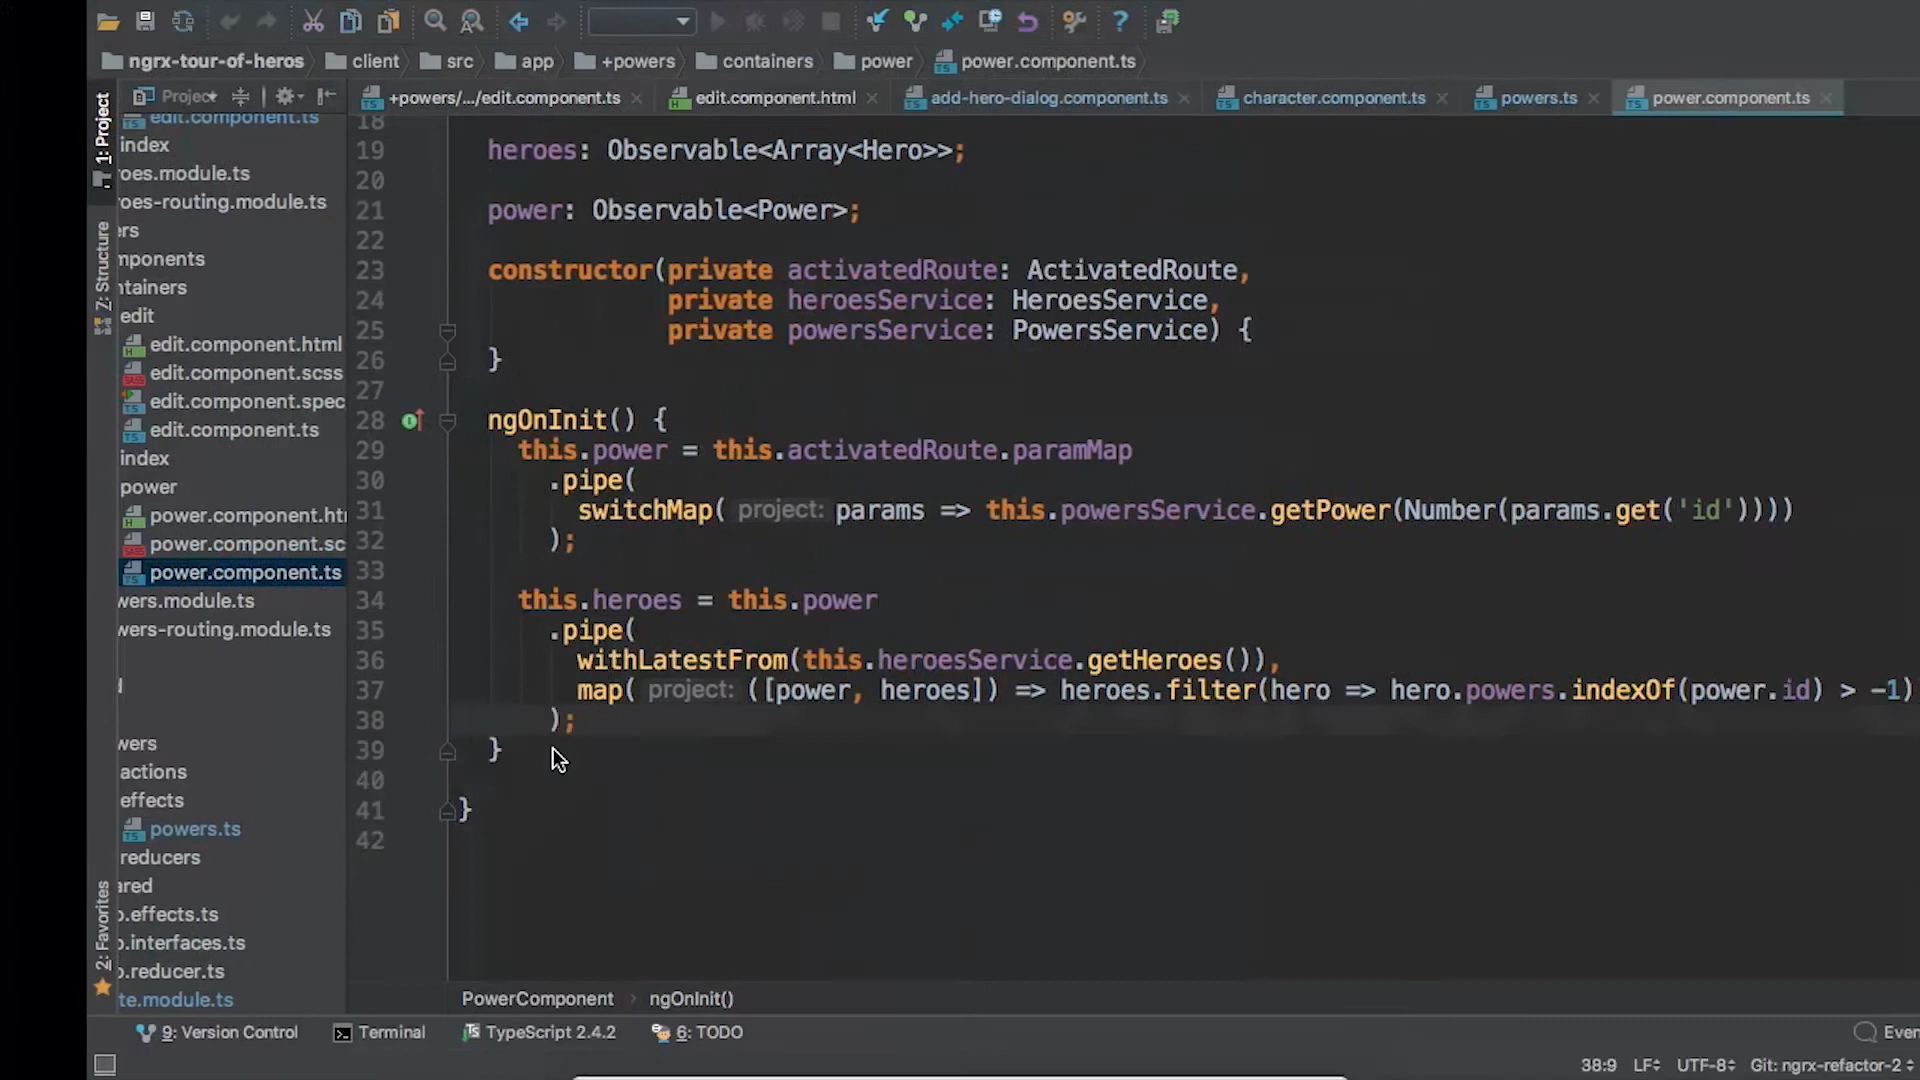 ngrx-tour-of-heros client src app +powers containers power power.component.ts
1: Project
Project
+powers/.../edit.component.ts edit.component.html add-hero-dialog.component.ts character.component.ts powers.ts power.component.ts
edit.component.ts
index
roes.module.ts
roes-routing.module.ts
ers
mponents
ntainers
edit
edit.component.html
edit.component.scss
edit.component.spec
edit.component.ts
index
power
power.component.ht
power.component.sc
power.component.ts
wers.module.ts
wers-routing.module.ts
d
wers
actions
effects
powers.ts
reducers
ared
o.effects.ts
o.interfaces.ts
o.reducer.ts
te.module.ts
Z: Structure
2: Favorites
18
19 heroes: Observable<Array<Hero>>;
20
21 power: Observable<Power>;
22
23 constructor(private activatedRoute: ActivatedRoute,
24 private heroesService: HeroesService,
25 private powersService: PowersService) {
26 }
27
28 ngOnInit() {
29 this.power = this.activatedRoute.paramMap
30 .pipe(
31 switchMap( project: params => this.powersService.getPower(Number(params.get('id'))))
32 );
33
34 this.heroes = this.power
35 .pipe(
36 withLatestFrom(this.heroesService.getHeroes()),
37 map( project: ([power, heroes]) => heroes.filter(hero => hero.powers.indexOf(power.id) > -1)
38 );
39 }
40
41 }
42
PowerComponent ngOnInit()
9: Version Control Terminal TypeScript 2.4.2 6: TODO Even
38:9 LF UTF-8 Git: ngrx-refactor-2